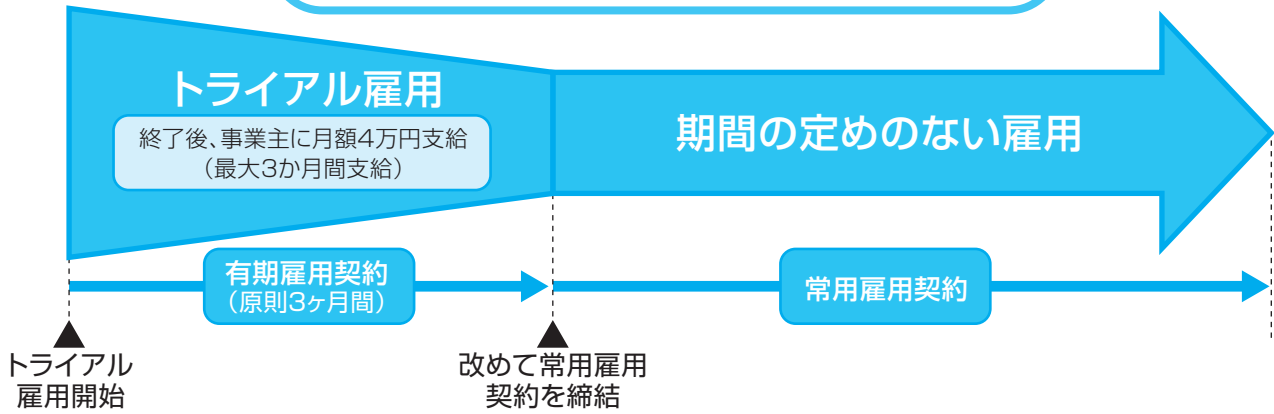 トライアル雇用
終了後、事業主に月額4万円支給
（最大3か月間支給）
期間の定めのない雇用
有期雇用契約
（原則3ヶ月間）
常用雇用契約
トライアル
雇用開始
改めて常用雇用
契約を締結